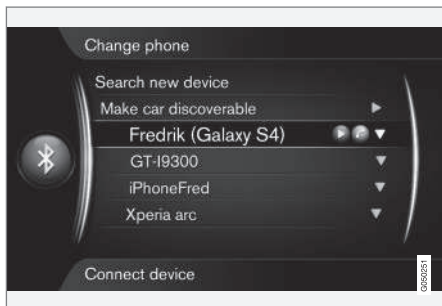 Change phone
Search new device
Make car discoverable
Fredrik (Galaxy S4)
GT-I9300
iPhoneFred
Xperia arc
Connect device
G050251